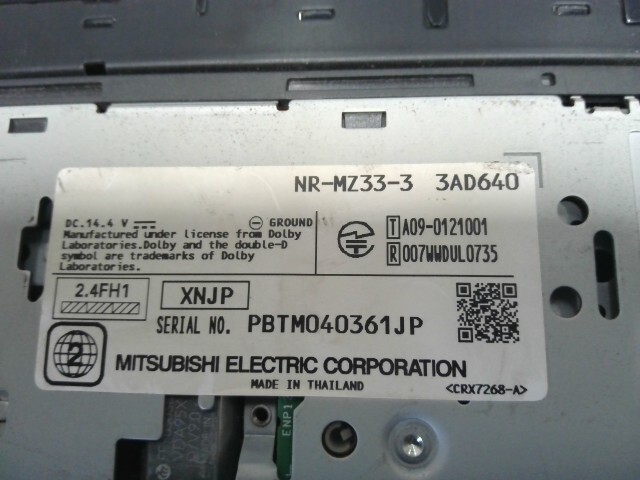 NR-MZ33-3 3AD640
DC.14.4 V
GROUND
Manufactured under license from Dolby
Laboratories.Dolby and the double-D
symbol are trademarks of Dolby
Laboratories.
T A09-0121001
R 007WWDUL0735
2.4FH1
XNJP
SERIAL NO. PBTM040361JP
2
MITSUBISHI ELECTRIC CORPORATION
MADE IN THAILAND
<CRX7268-A>
ENP1